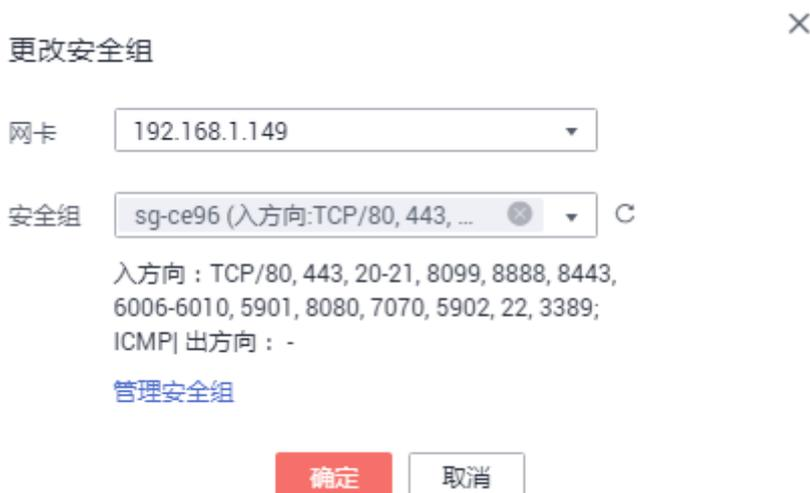 更改安全组
网卡 192.168.1.149
安全组 sg-ce96 (入方向:TCP/80, 443, ...
入方向：TCP/80, 443, 20-21, 8099, 8888, 8443,
6006-6010, 5901, 8080, 7070, 5902, 22, 3389;
ICMP| 出方向： -
管理安全组
确定 取消